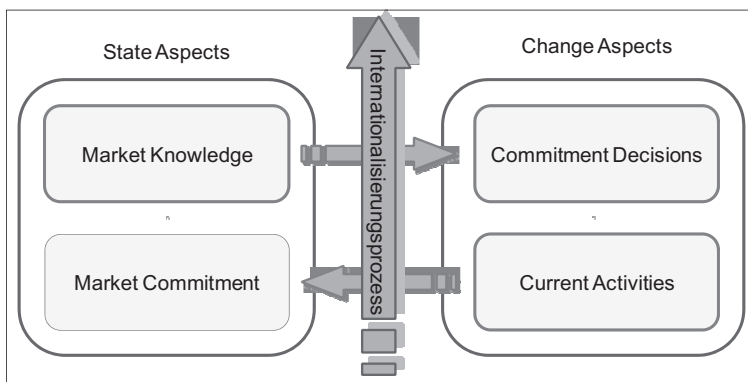 State Aspects
Change Aspects
Internationalisierungsprozess
Market Knowledge
Commitment Decisions
Market Commitment
Current Activities